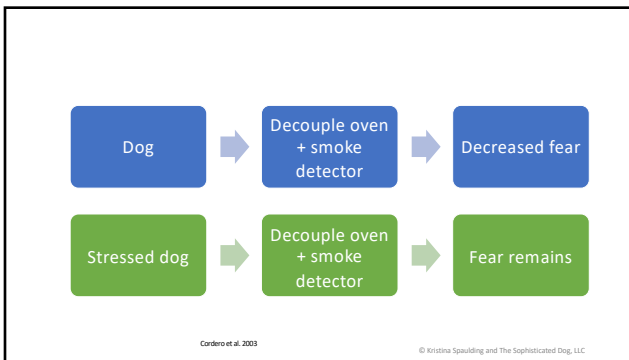 Dog
Decouple oven
+ smoke
detector
Decreased fear
Stressed dog
Decouple oven
+ smoke
detector
Fear remains
Cordero et al. 2003
© Kristina Spaulding and The Sophisticated Dog, LLC